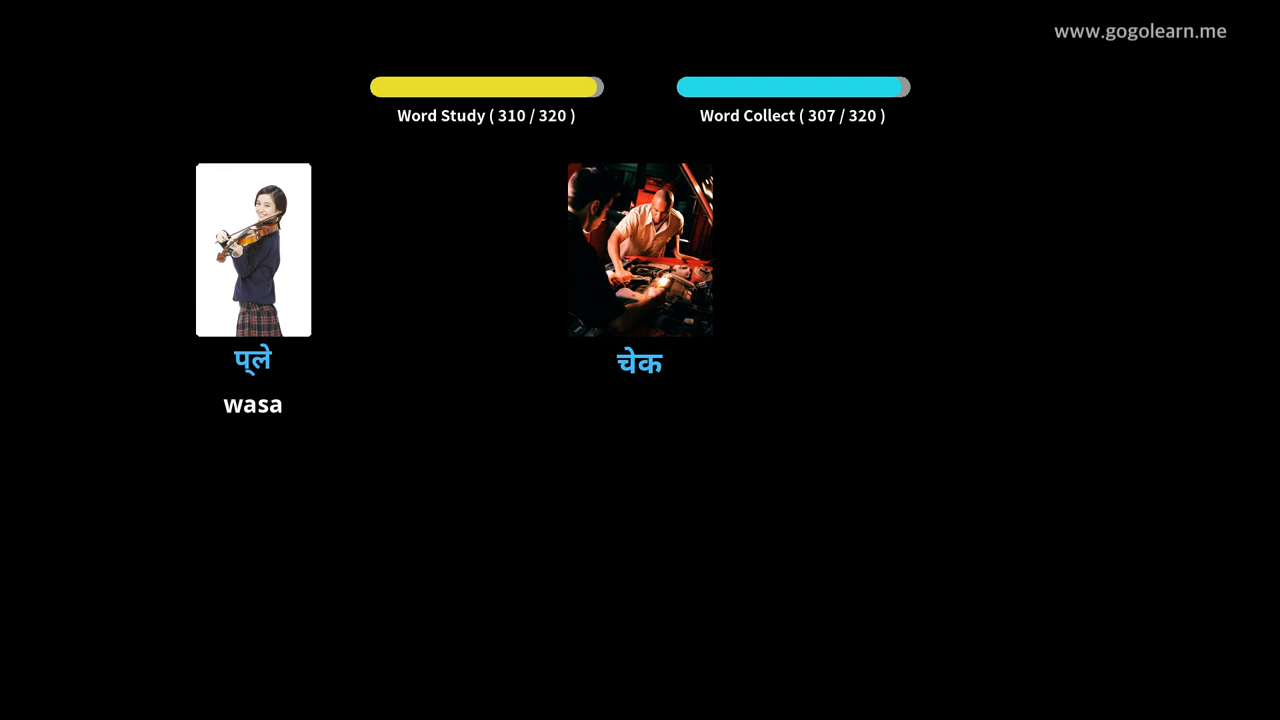 www.gogolearn.me
Word Study ( 310 / 320 )
Word Collect ( 307 / 320 )
प्ले
चेक
wasa